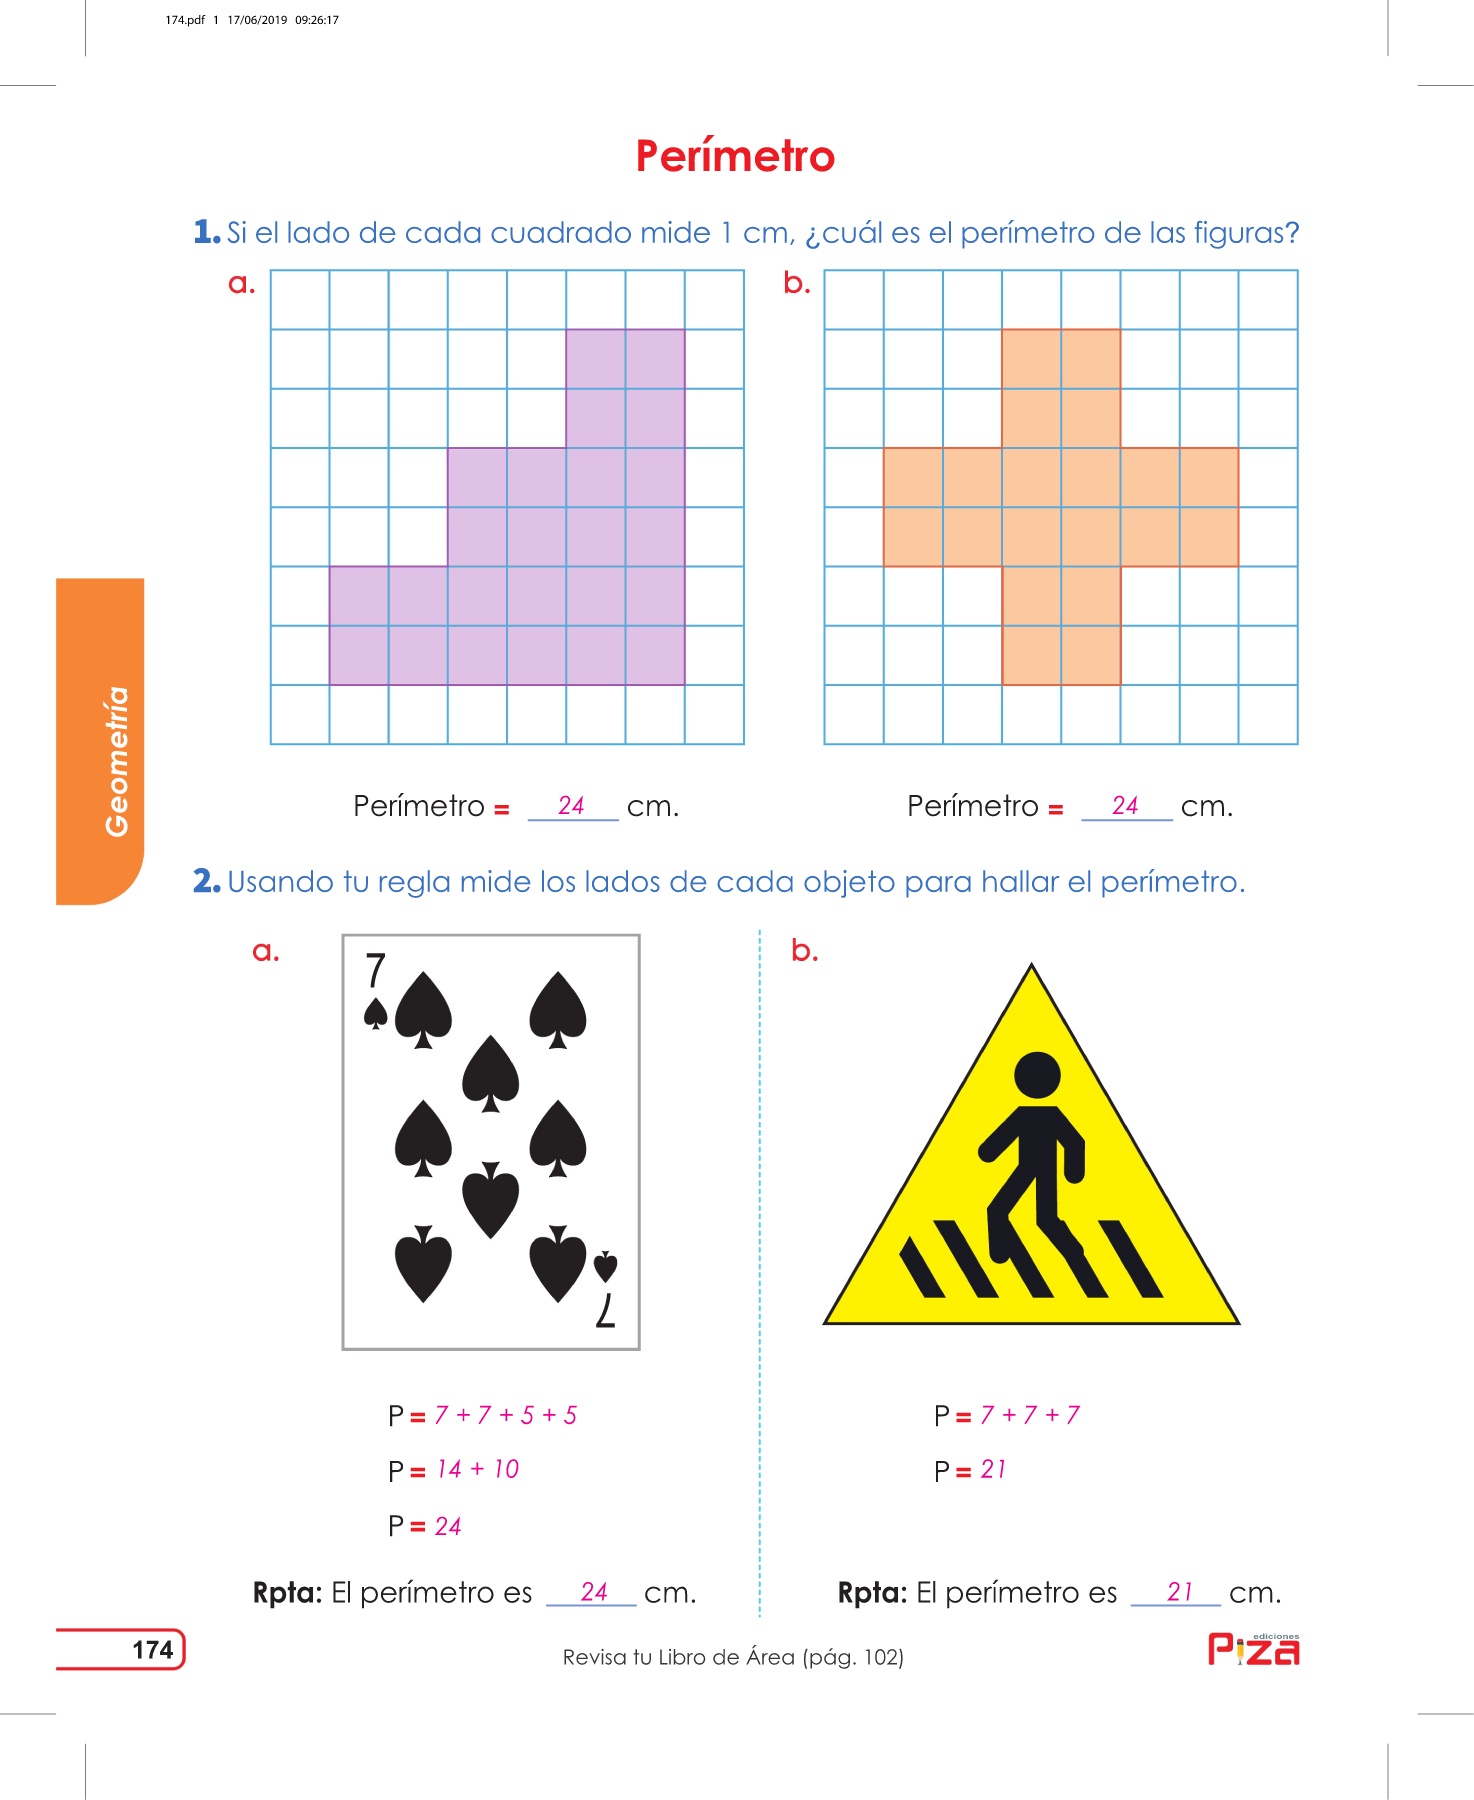 174.pdf 1 17/06/2019 09:26:17
Perímetro
1. Si el lado de cada cuadrado mide 1 cm, ¿cuál es el perímetro de las figuras?
a.
b.
Perímetro = 24 cm.
Perímetro = 24 cm.
Geometría
2. Usando tu regla mide los lados de cada objeto para hallar el perímetro.
a.
7
7
P = 7 + 7 + 5 + 5
P = 14 + 10
P = 24
Rpta: El perímetro es 24 cm.
b.
P = 7 + 7 + 7
P = 21
Rpta: El perímetro es 21 cm.
174
Revisa tu Libro de Área (pág. 102)
ediciones
Piza